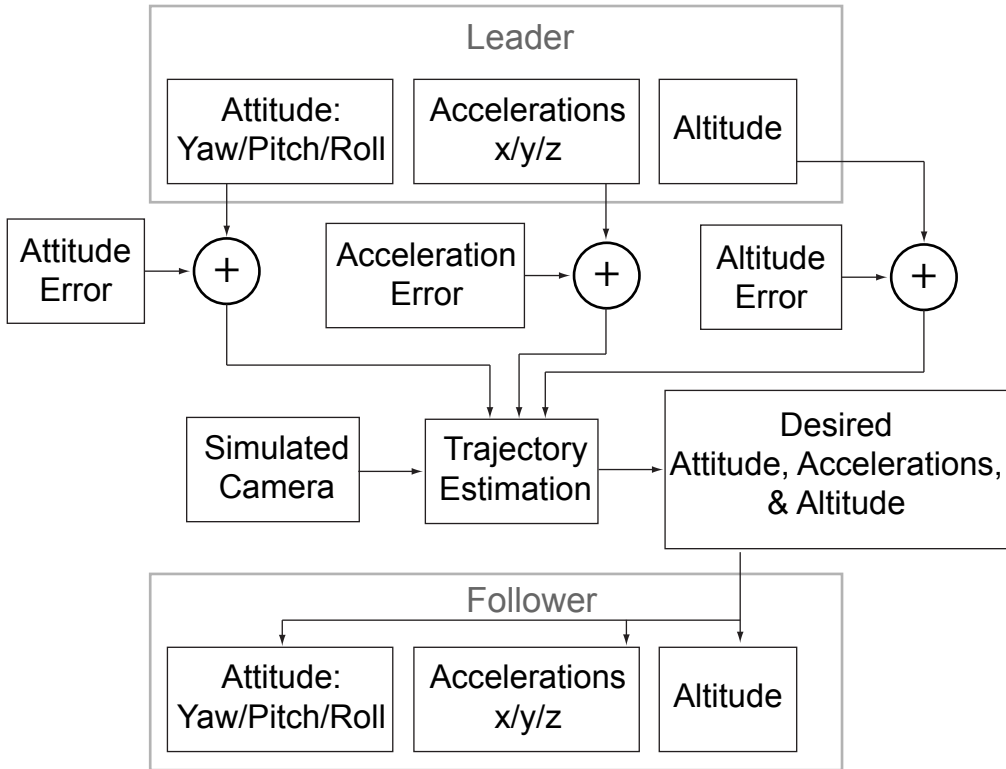 Leader
Attitude:
Yaw/Pitch/Roll
Accelerations
x/y/z
Altitude
Attitude
Error
+
Acceleration
Error
+
Altitude
Error
+
Simulated
Camera
Trajectory
Estimation
Desired
Attitude, Accelerations,
& Altitude
Follower
Attitude:
Yaw/Pitch/Roll
Accelerations
x/y/z
Altitude